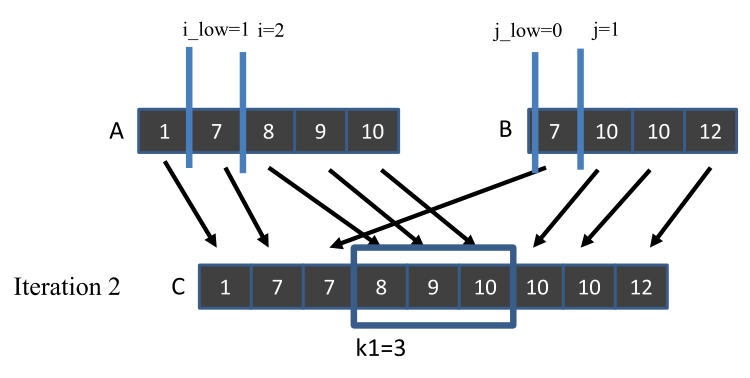 i_low=1 i=2 j_low=0 j=1
A 1 7 8 9 10 B 7 10 10 12
Iteration 2 C 1 7 7 8 9 10 10 10 12
k1=3